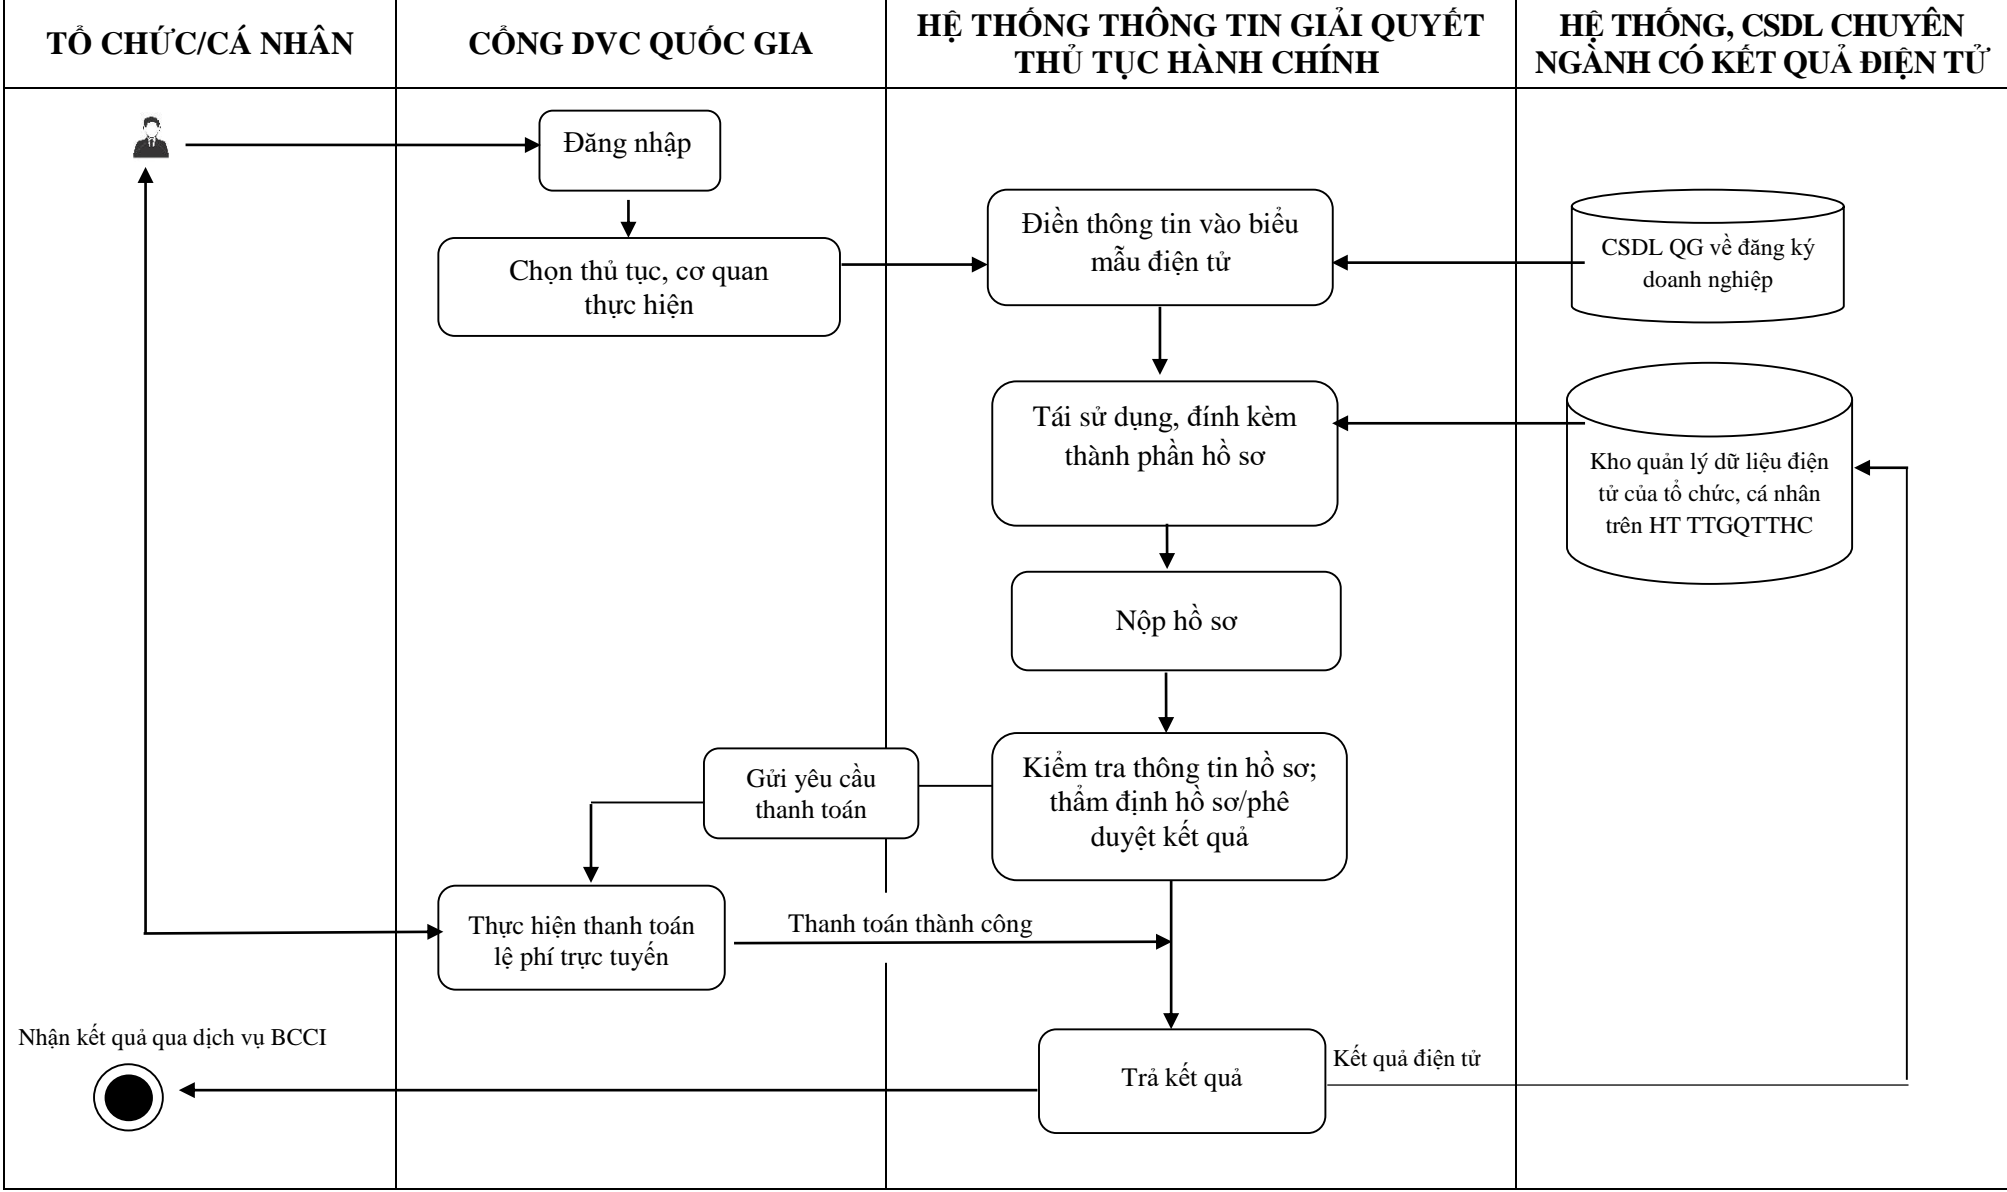 TỔ CHỨC/CÁ NHÂN
CỔNG DVC QUỐC GIA
HỆ THỐNG THÔNG TIN GIẢI QUYẾT
THỦ TỤC HÀNH CHÍNH
HỆ THỐNG, CSDL CHUYÊN
NGÀNH CÓ KẾT QUẢ ĐIỆN TỬ
Đăng nhập
Chọn thủ tục, cơ quan
thực hiện
Điền thông tin vào biểu
mẫu điện tử
CSDL QG về đăng ký
doanh nghiệp
Tái sử dụng, đính kèm
thành phần hồ sơ
Kho quản lý dữ liệu điện
tử của tổ chức, cá nhân
trên HT TTGQTTHC
Nộp hồ sơ
Gửi yêu cầu
thanh toán
Kiểm tra thông tin hồ sơ;
thẩm định hồ sơ/phê
duyệt kết quả
Thực hiện thanh toán
lệ phí trực tuyến
Thanh toán thành công
Nhận kết quả qua dịch vụ BCCI
Trả kết quả
Kết quả điện tử